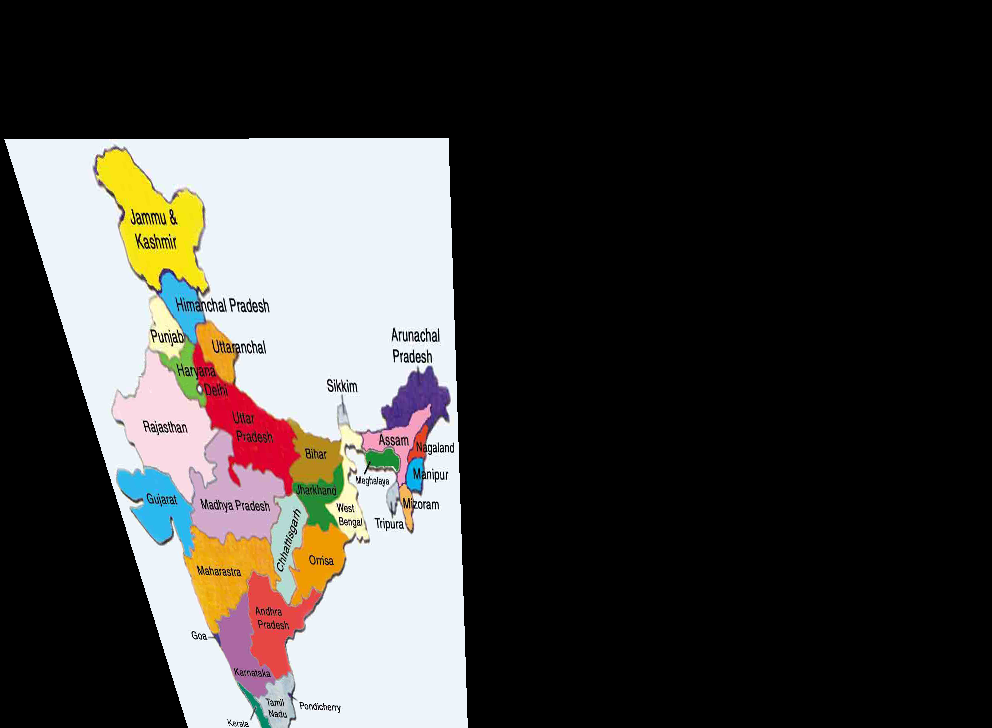 Jammu &
Kashmir
Himanchal Pradesh
Punjab
Uttaranchal
Arunachal
Pradesh
Haryana
Delhi
Sikkim
Rajasthan
Uttar
Pradesh
Assam
Nagaland
Bihar
Meghalaya
Manipur
Jharkhand
Gujarat
Madhya Pradesh
West
Bengal
Mizoram
Tripura
Chhattisgarh
Orrisa
Maharastra
Andhra
Pradesh
Goa
Karnataka
Tamil
Nadu
Pondicherry
Kerala